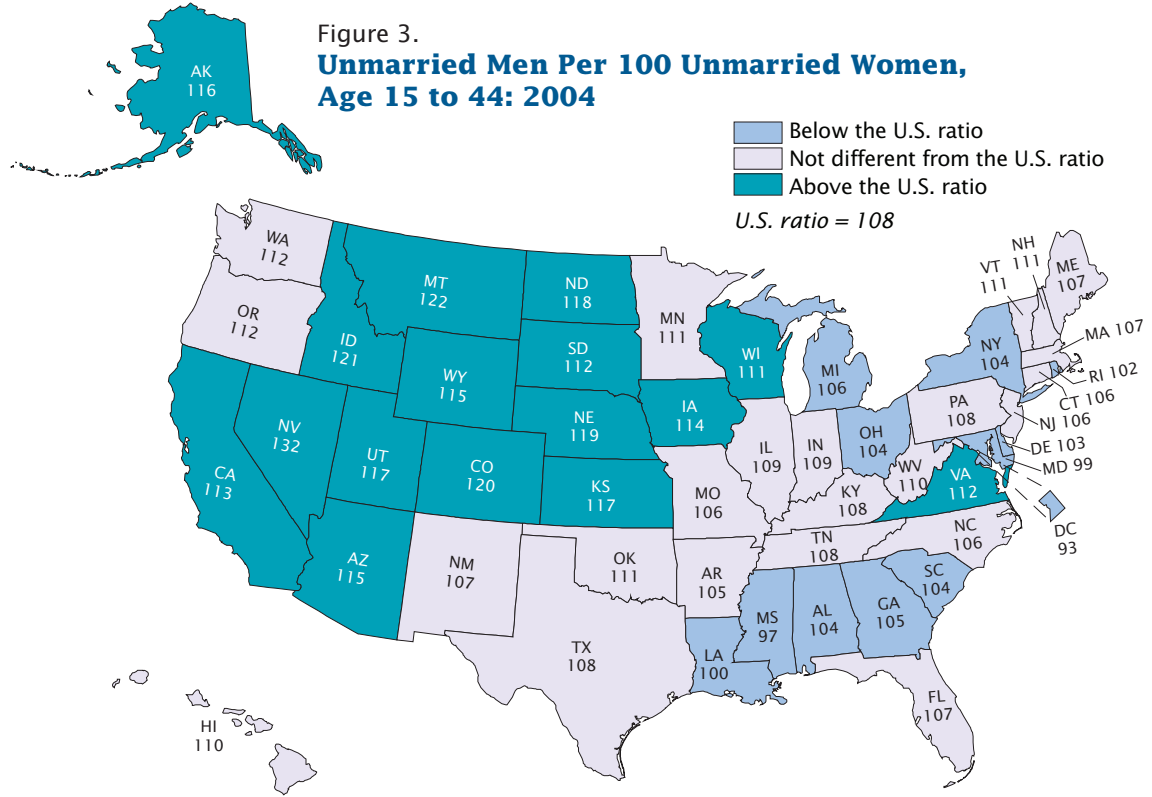 Figure 3.
Unmarried Men Per 100 Unmarried Women,
Age 15 to 44: 2004
Below the U.S. ratio
Not different from the U.S. ratio
Above the U.S. ratio
U.S. ratio = 108
AK
116
WA
112
OR
112
ID
121
MT
122
ND
118
SD
112
MN
111
WI
111
MI
106
WY
115
NE
119
IA
114
NV
132
UT
117
CO
120
KS
117
CA
113
AZ
115
NM
107
OK
111
TX
108
MO
106
AR
105
LA
100
IL
109
IN
109
OH
104
KY
108
TN
108
MS
97
AL
104
GA
105
FL
107
SC
104
NC
106
VA
112
WV
110
PA
108
NY
104
VT
111
NH
111
ME
107
MA 107
RI 102
CT 106
NJ 106
DE 103
MD 99
DC
93
HI
110